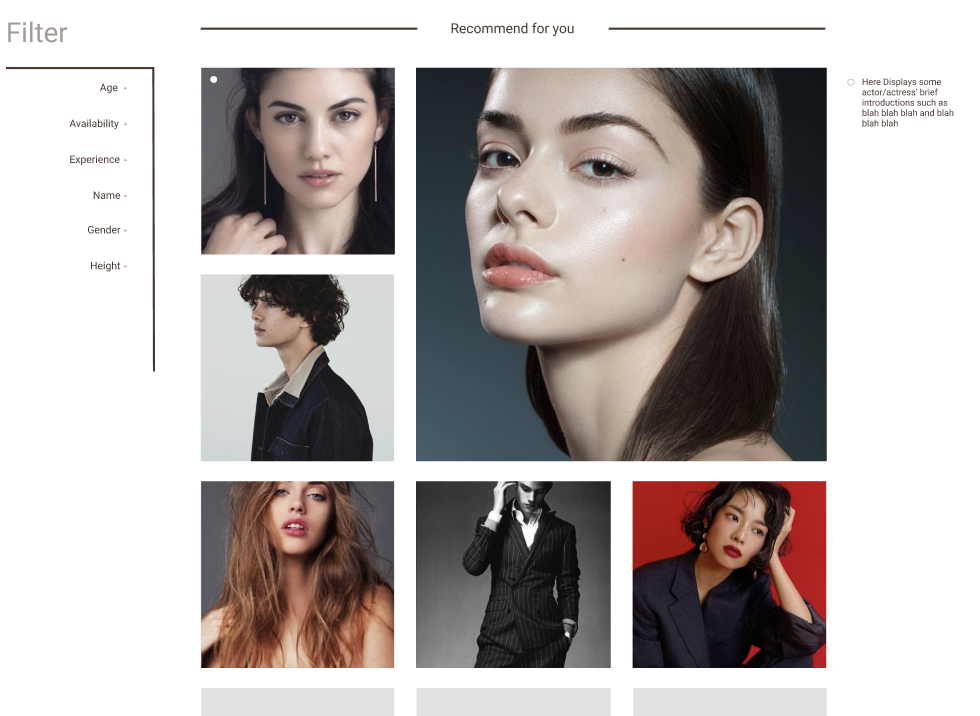 Filter
Recommend for you
Age
Availability
Experience
Name
Gender
Height
Here Displays some
actor/actress' brief
introductions such as
blah blah blah and blah
blah blah